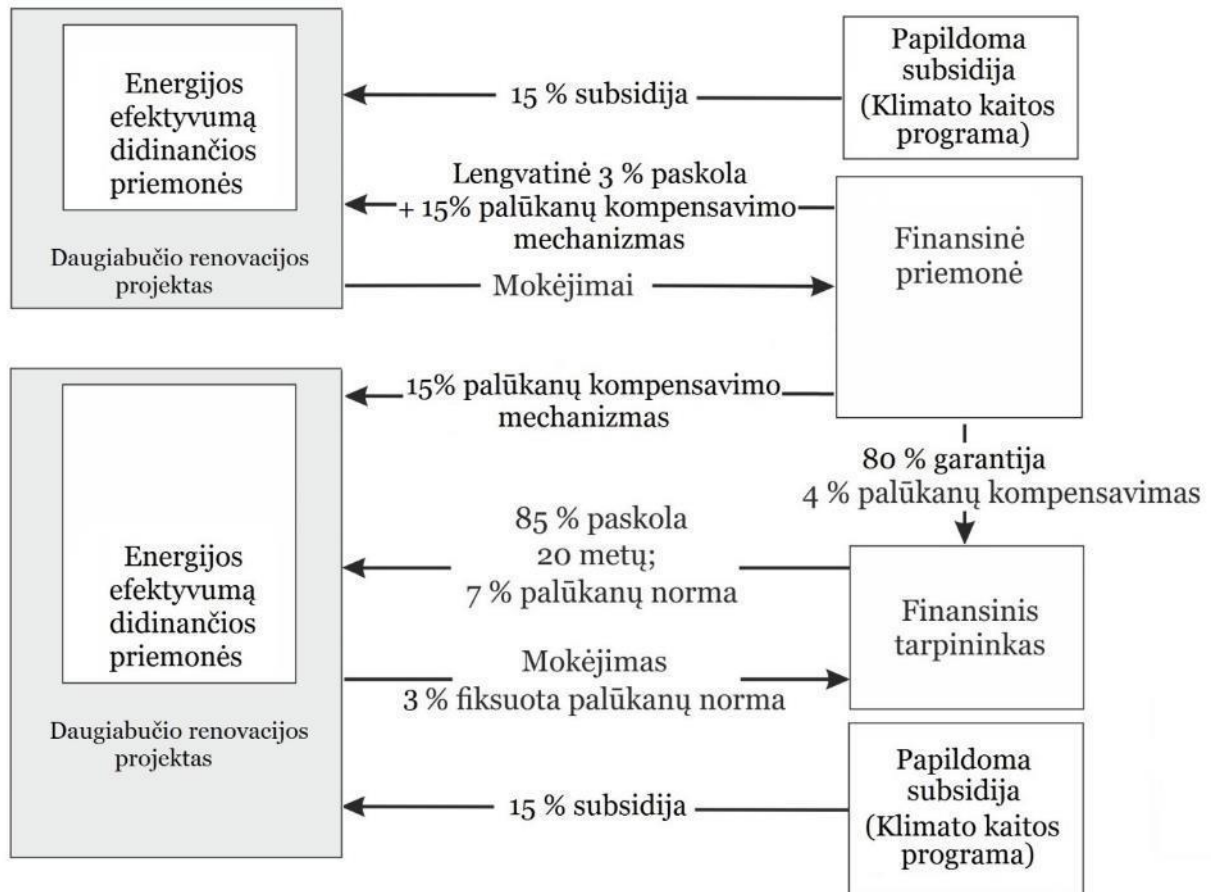 Energijos
efektyvumą
didinančios
priemonės
Daugiabučio renovacijos
projektas
15 % subsidija
Papildoma
subsidija
(Klimato kaitos
programa)
Lengvatinė 3 % paskola
+ 15% palūkanų kompensavimo
mechanizmas
Mokėjimai
Finansinė
priemonė
15% palūkanų kompensavimo
mechanizmas
80 % garantija
4 % palūkanų kompensavimas
Energijos
efektyvumą
didinančios
priemonės
Daugiabučio renovacijos
projektas
85 % paskola
20 metų;
7 % palūkanų norma
Finansinis
tarpininkas
Mokėjimas
3 % fiksuota palūkanų norma
15 % subsidija
Papildoma
subsidija
(Klimato kaitos
programa)